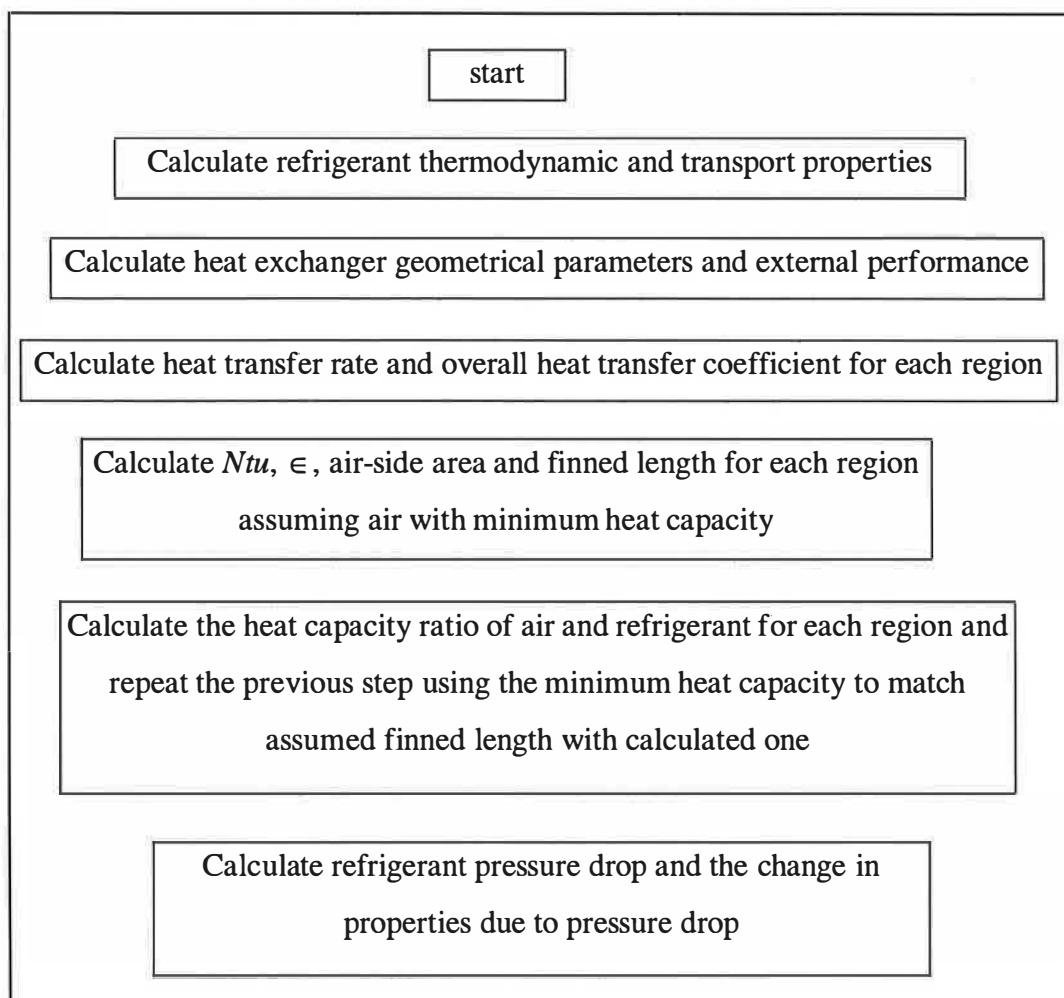 start
Calculate refrigerant thermodynamic and transport properties
Calculate heat exchanger geometrical parameters and external performance
Calculate heat transfer rate and overall heat transfer coefficient for each region
Calculate Ntu, ∈, air-side area and finned length for each region
assuming air with minimum heat capacity
Calculate the heat capacity ratio of air and refrigerant for each region and
repeat the previous step using the minimum heat capacity to match
assumed finned length with calculated one
Calculate refrigerant pressure drop and the change in
properties due to pressure drop